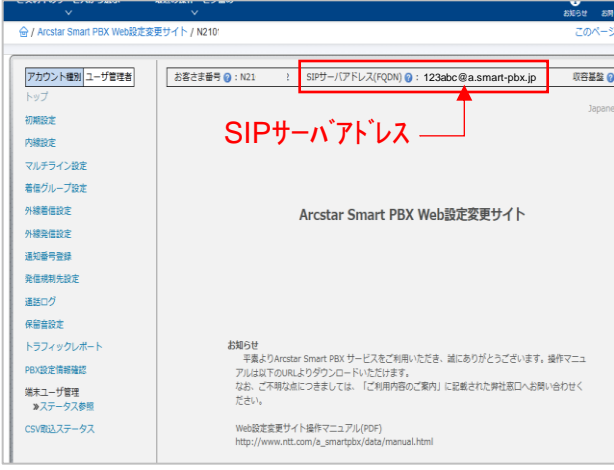 お知らせ
Arcstar Smart PBX Web設定変更サイト / N210
このペー
アカウント種別 ユーザ管理者
お客さま番号 : N21
SIPサーバアドレス(FQDN) : 123abc@a.smart-pbx.jp
収容基盤
トップ
Japane
初期設定
SIPサーバアドレス
内線設定
マルチライン設定
着信グループ設定
外線着信設定
Arcstar Smart PBX Web設定変更サイト
外線発信設定
通知番号登録
発信規制先設定
通話ログ
保留音設定
トラフィックレポート
PBX設定情報確認
端末ユーザ管理
≫ステータス参照
CSV取込ステータス
お知らせ
平素よりArcstar Smart PBX サービスをご利用いただき、誠にありがとうございます。操作マニュ
アルは以下のURLよりダウンロードいただけます。
なお、ご不明な点につきましては、「ご利用内容のご案内」に記載された弊社窓口へお問い合わせく
ださい。
Web設定変更サイト操作マニュアル(PDF)
http://www.ntt.com/a_smartpbx/data/manual.html